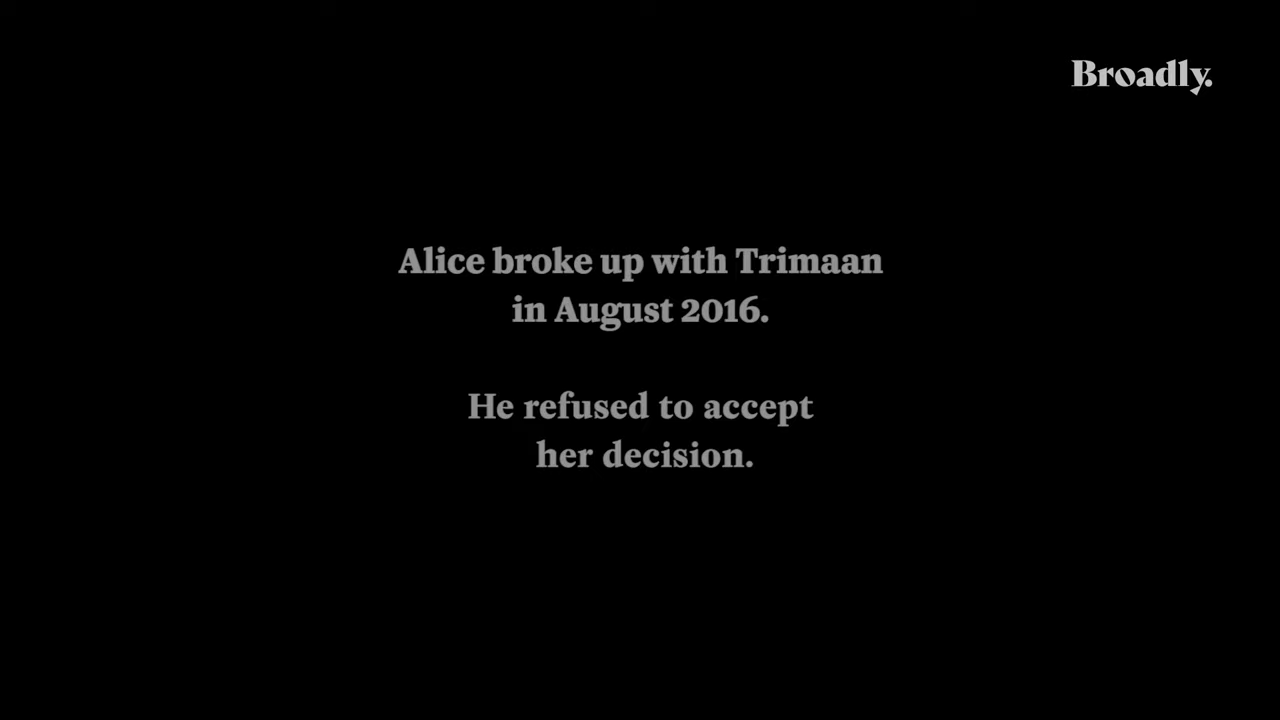 Broadly.
Alice broke up with Trimaan
in August 2016.
He refused to accept
her decision.